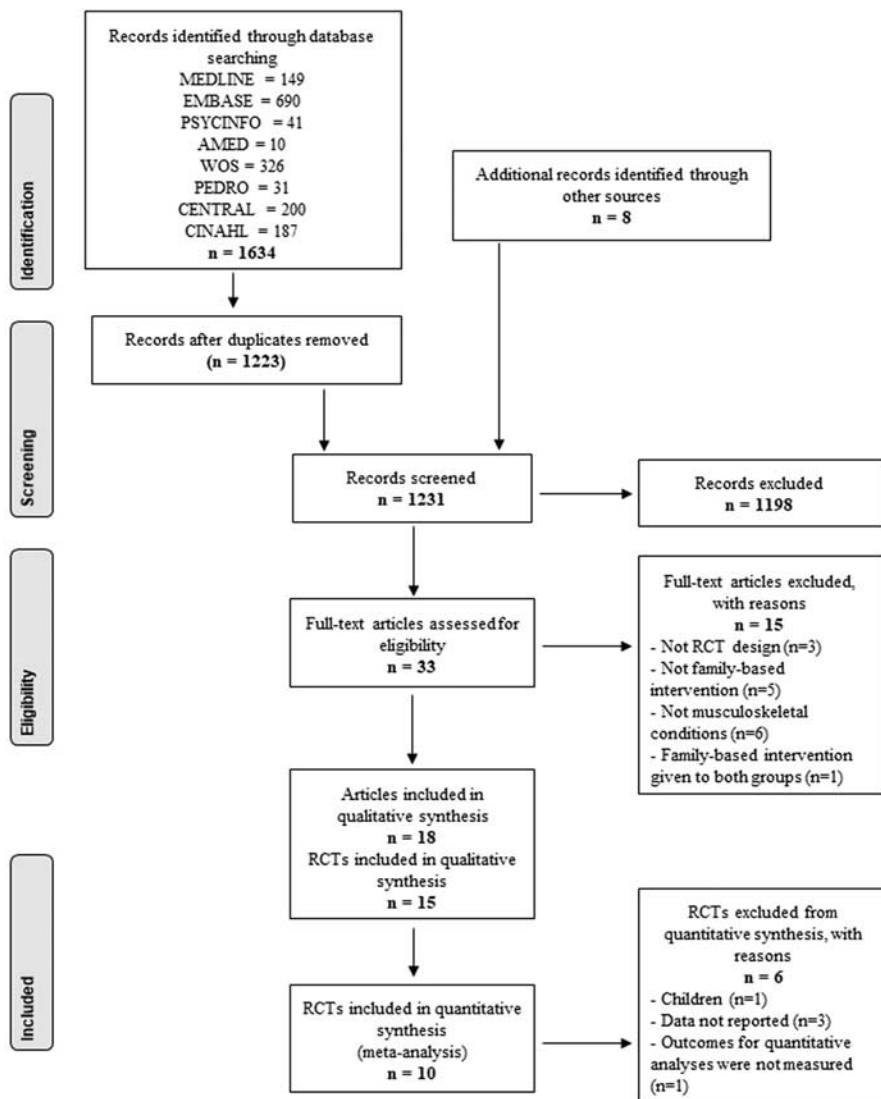 Records identified through database
searching
MEDLINE = 149
EMBASE = 690
PSYCINFO = 41
AMED = 10
WOS = 326
PEDRO = 31
CENTRAL = 200
CINAHL = 187
n = 1634
Additional records identified through
other sources
n = 8
Identification
Records after duplicates removed
(n = 1223)
Screening
Records screened
n = 1231
Records excluded
n = 1198
Eligibility
Full-text articles assessed for
eligibility
n = 33
Full-text articles excluded,
with reasons
n = 15
- Not RCT design (n=3)
- Not family-based
intervention (n=5)
- Not musculoskeletal
conditions (n=6)
- Family-based intervention
given to both groups (n=1)
Articles included in
qualitative synthesis
n = 18
RCTs included in qualitative
synthesis
n = 15
Included
RCTs included in quantitative
synthesis
(meta-analysis)
n = 10
RCTs excluded from
quantitative synthesis, with
reasons
n = 6
- Children (n=1)
- Data not reported (n=3)
- Outcomes for quantitative
analyses were not measured
(n=1)